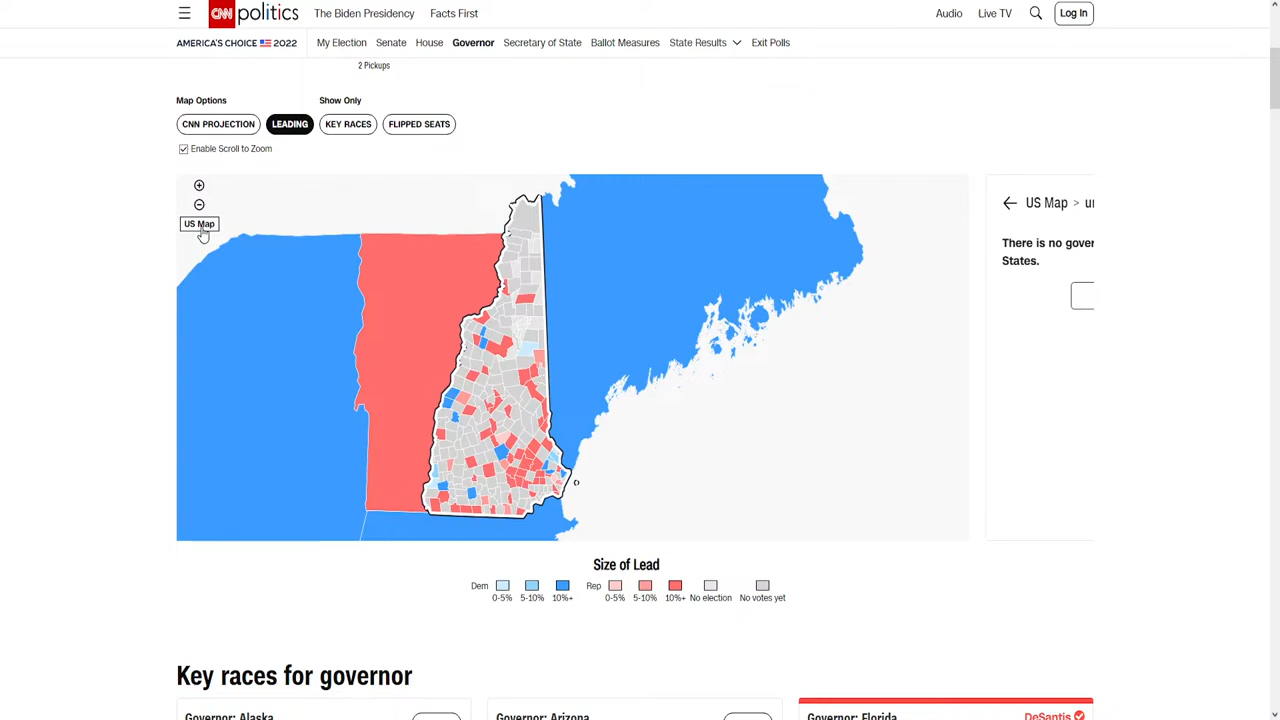 CNN politics The Biden Presidency Facts First Audio Live TV Log In
AMERICA'S CHOICE 2022 My Election Senate House Governor Secretary of State Ballot Measures State Results Exit Polls
2 Pickups
Map Options Show Only
CNN PROJECTION LEADING KEY RACES FLIPPED SEATS
Enable Scroll to Zoom
US Map
US Map >
There is no
States.
Size of Lead
Dem Rep
0-5% 5-10% 10%+ 0-5% 5-10% 10%+ No election No votes yet
Key races for governor
Governor: Alaska Governor: Arizona Governor: Florida DeSantis